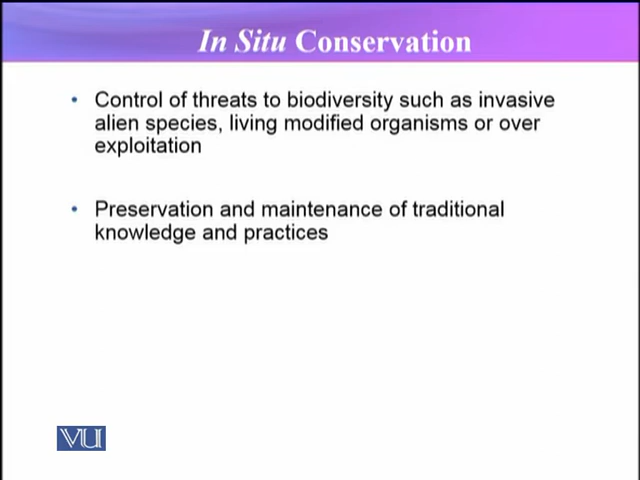 In Situ Conservation
• Control of threats to biodiversity such as invasive
alien species, living modified organisms or over
exploitation
• Preservation and maintenance of traditional
knowledge and practices
VU